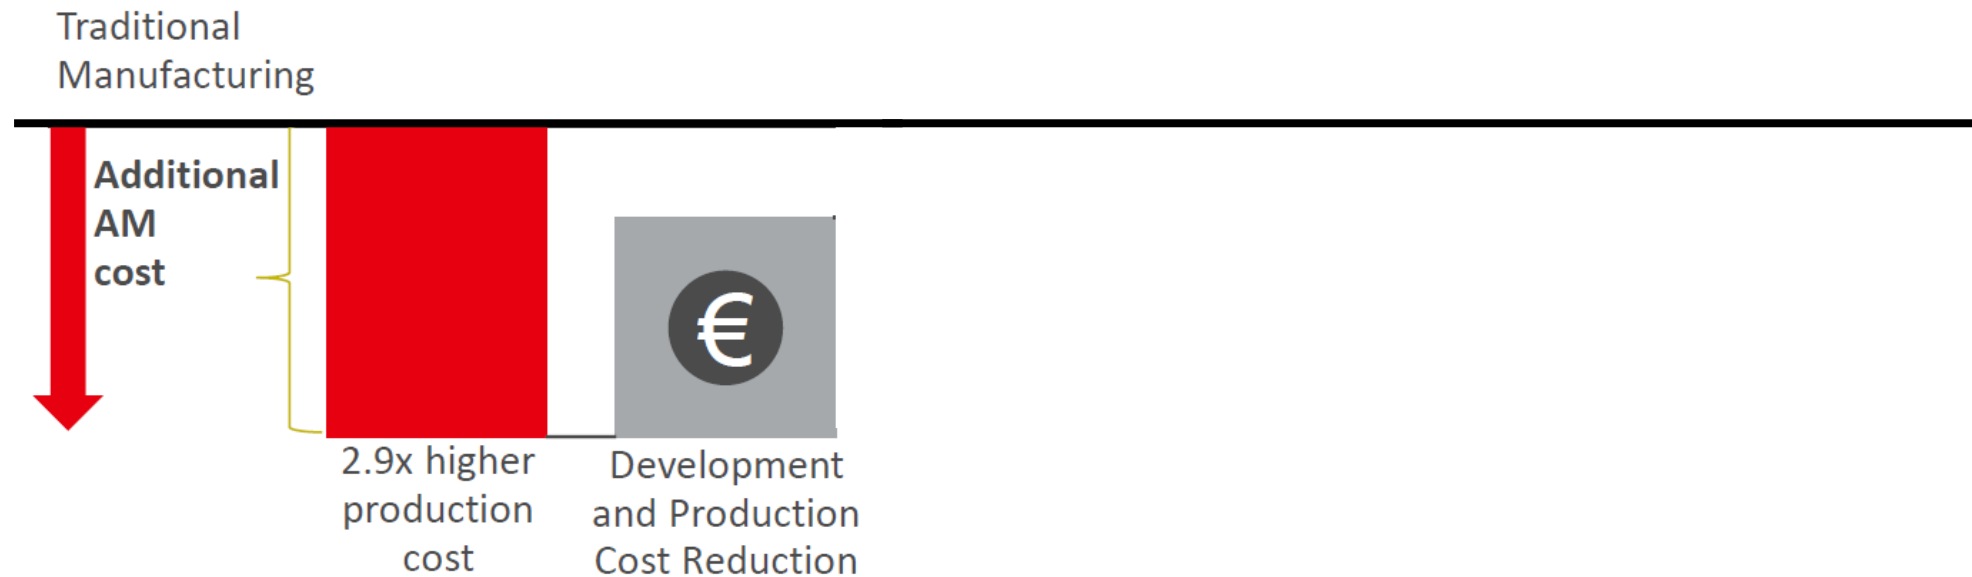 Traditional
Manufacturing
Additional
AM
cost
€
2.9x higher
production
cost
Development
and Production
Cost Reduction